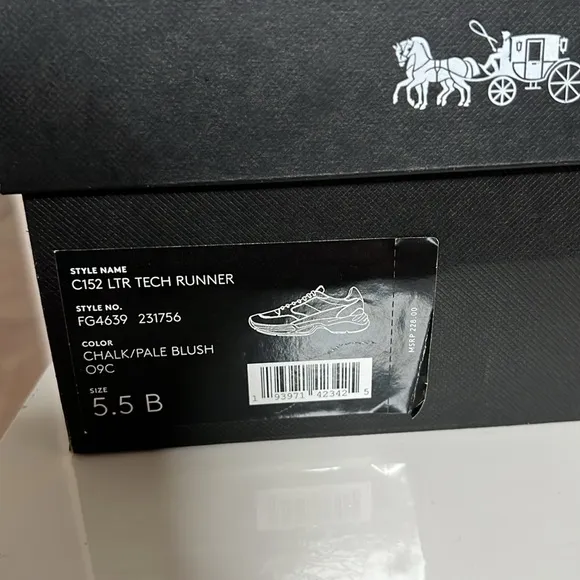 STYLE NAME
C152 LTR TECH RUNNER
STYLE NO.
FG4639 231756
COLOR
CHALK/PALE BLUSH
O9C
SIZE
5.5 B
1 93971 42342 5
MSRP 228.00